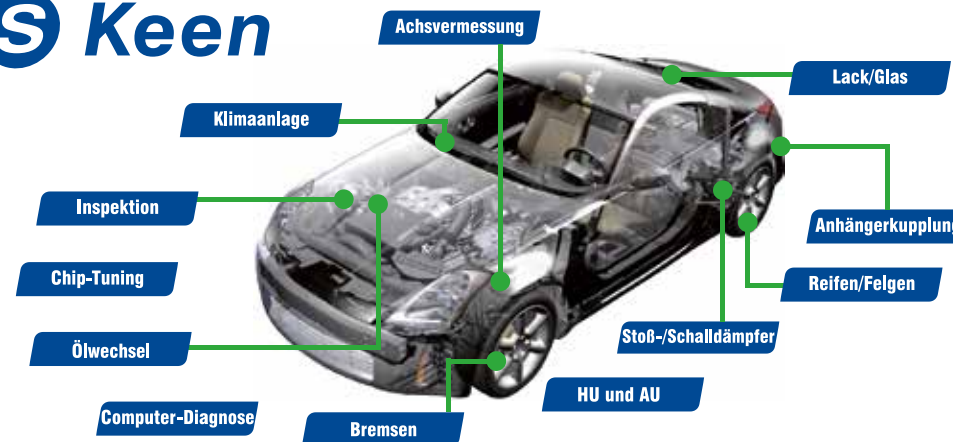 S Keen
Achsvermessung
Lack/Glas
Klimaanlage
Inspektion
Anhängerkupplung
Chip-Tuning
Reifen/Felgen
Ölwechsel
Stoß-/Schalldämpfer
HU und AU
Computer-Diagnose
Bremsen